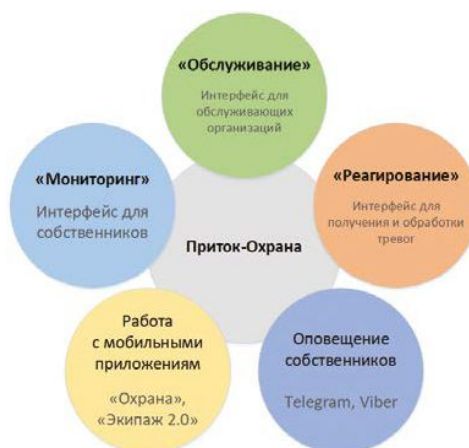 «Обслуживание»
Интерфейс для
обслуживающих
организаций
«Мониторинг»
Интерфейс для
собственников
«Реагирование»
Интерфейс для
получения и обработки
тревог
Приток-Охрана
Работа
с мобильными
приложениям
«Охрана»,
«Экипаж 2.0»
Оповещение
собственников
Telegram, Viber